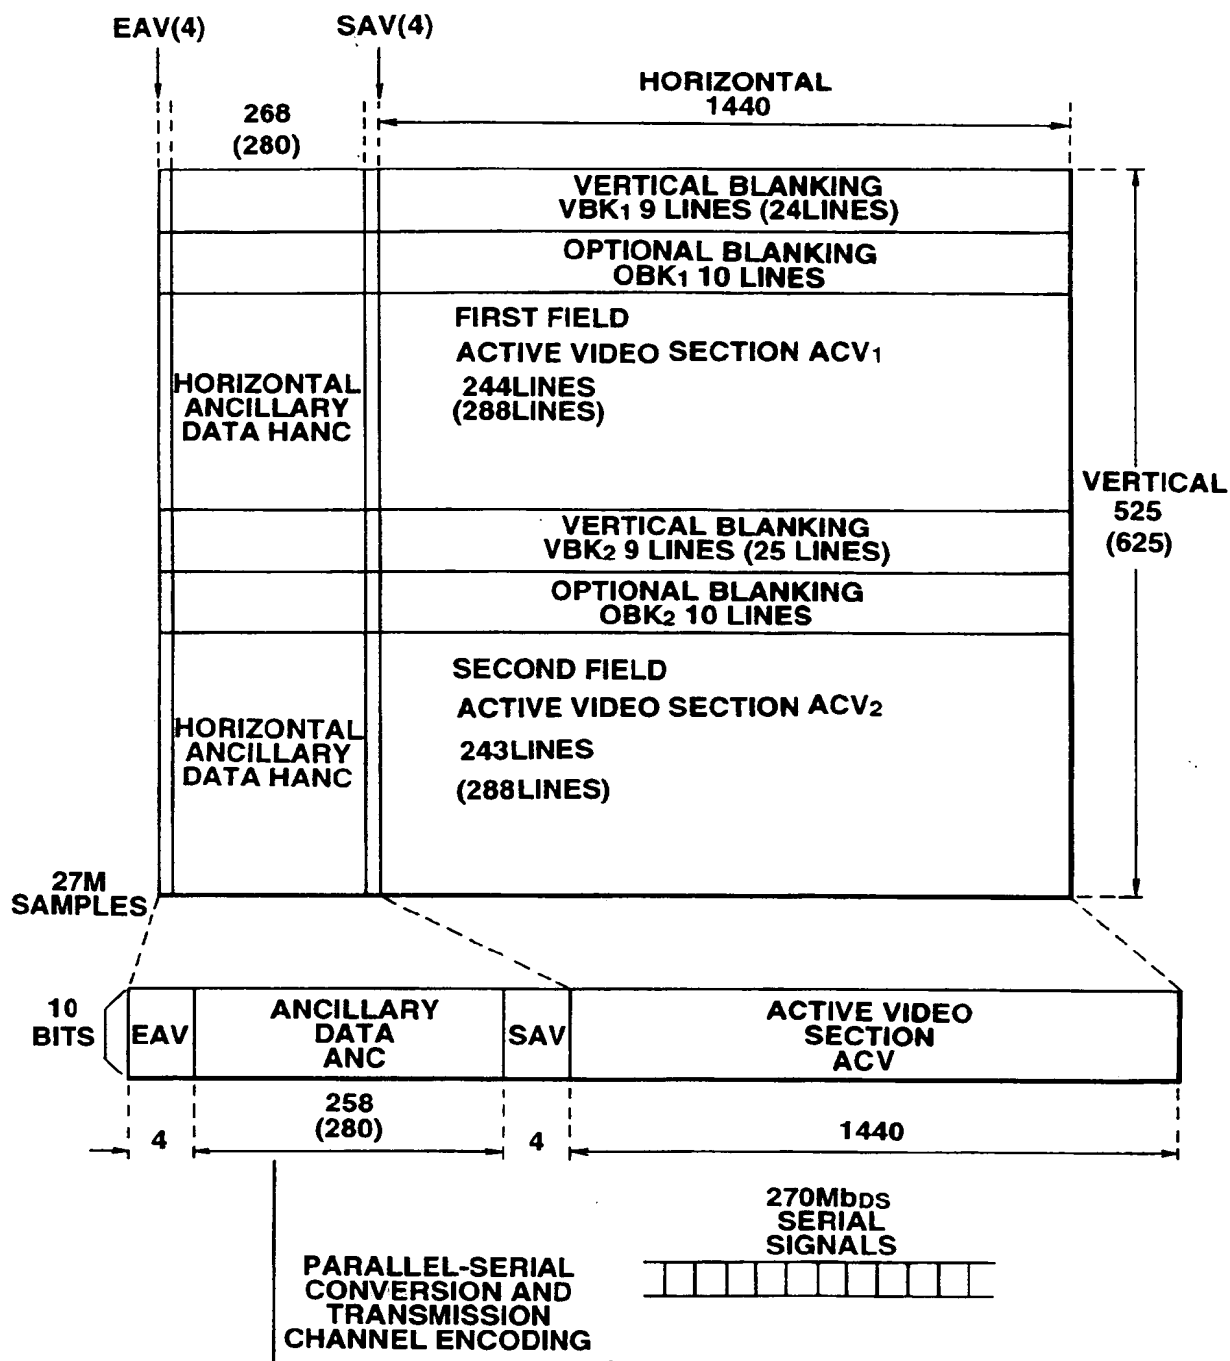 EAV(4)
SAV(4)
HORIZONTAL
1440
268
(280)
VERTICAL BLANKING
VBK1 9 LINES (24LINES)
OPTIONAL BLANKING
OBK1 10 LINES
FIRST FIELD
ACTIVE VIDEO SECTION ACV1
244LINES
(288LINES)
HORIZONTAL
ANCILLARY
DATA HANC
VERTICAL
525
(625)
VERTICAL BLANKING
VBK2 9 LINES (25 LINES)
OPTIONAL BLANKING
OBK2 10 LINES
SECOND FIELD
ACTIVE VIDEO SECTION ACV2
243LINES
(288LINES)
HORIZONTAL
ANCILLARY
DATA HANC
27M
SAMPLES
10
BITS
EAV
ANCILLARY
DATA
ANC
SAV
ACTIVE VIDEO
SECTION
ACV
4
258
(280)
4
1440
270MbDS
SERIAL
SIGNALS
PARALLEL-SERIAL
CONVERSION AND
TRANSMISSION
CHANNEL ENCODING